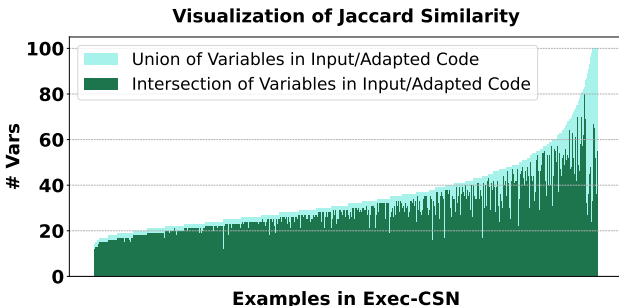 Visualization of Jaccard Similarity
Union of Variables in Input/Adapted Code
Intersection of Variables in Input/Adapted Code
# Vars
100
80
60
40
20
0
Examples in Exec-CSN